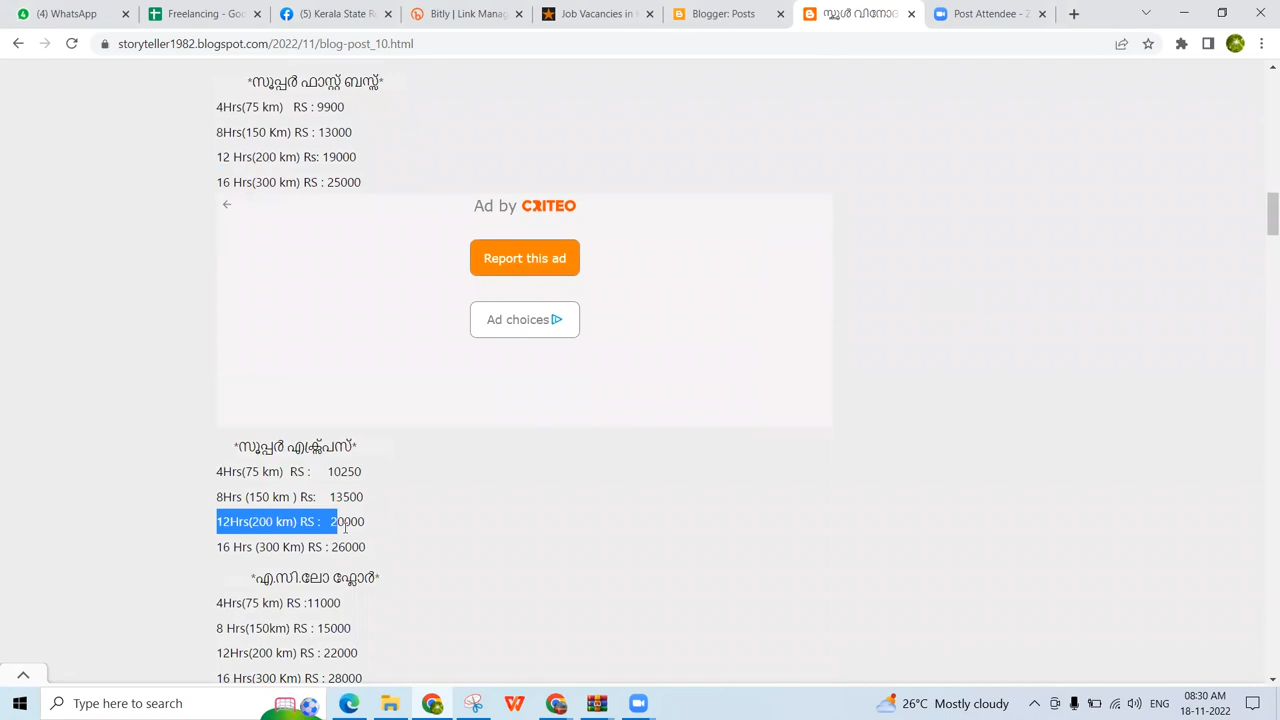 (4) WhatsApp
Freelancing - Goo
(5) Kerala State R
Bitly | Link Manag
Job Vacancies in
Blogger: Posts
സ്കൂൾ വിനോദ
Post Attendee - Z
storyteller1982.blogspot.com/2022/11/blog-post_10.html
*സൂപ്പർ ഫാസ്റ്റ് ബസ്സ്*
4Hrs(75 km) RS : 9900
8Hrs(150 Km) RS : 13000
12 Hrs(200 km) Rs: 19000
16 Hrs(300 km) RS : 25000
Ad by CRITEO
Report this ad
Ad choices
*സൂപ്പർ എക്സ്പ്രസ്*
4Hrs(75 km) RS : 10250
8Hrs (150 km ) Rs: 13500
12Hrs(200 km) RS : 20000
16 Hrs (300 Km) RS : 26000
*എ.സി.ലോ ഫ്ലോർ*
4Hrs(75 km) RS :11000
8 Hrs(150km) RS : 15000
12Hrs(200 km) RS : 22000
16 Hrs(300 km) RS : 28000
Type here to search
26°C Mostly cloudy
ENG
08:30 AM
18-11-2022